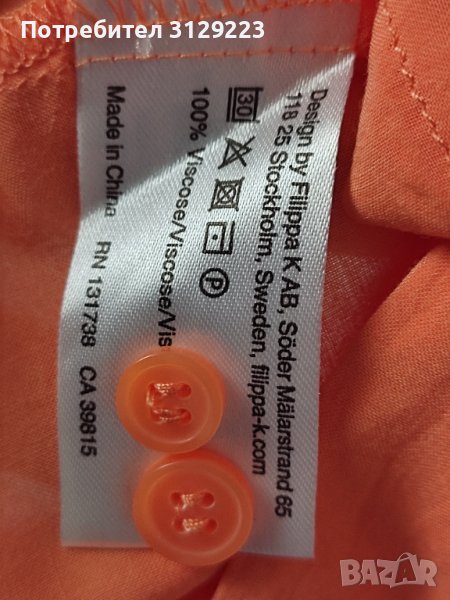 Потребител 3129223
Design by Filippa K AB, Söder Mälarstrand 65
118 25 Stockholm, Sweden, filippa-k.com
30 P
100% Viscose/Viscose/Vis
Made in China RN 131738 CA 39815
BAZAR